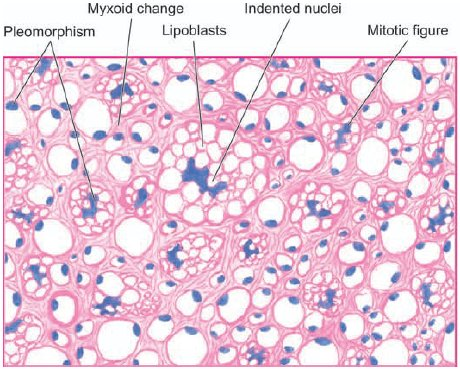 Myxoid change
Indented nuclei
Pleomorphism
Lipoblasts
Mitotic figure